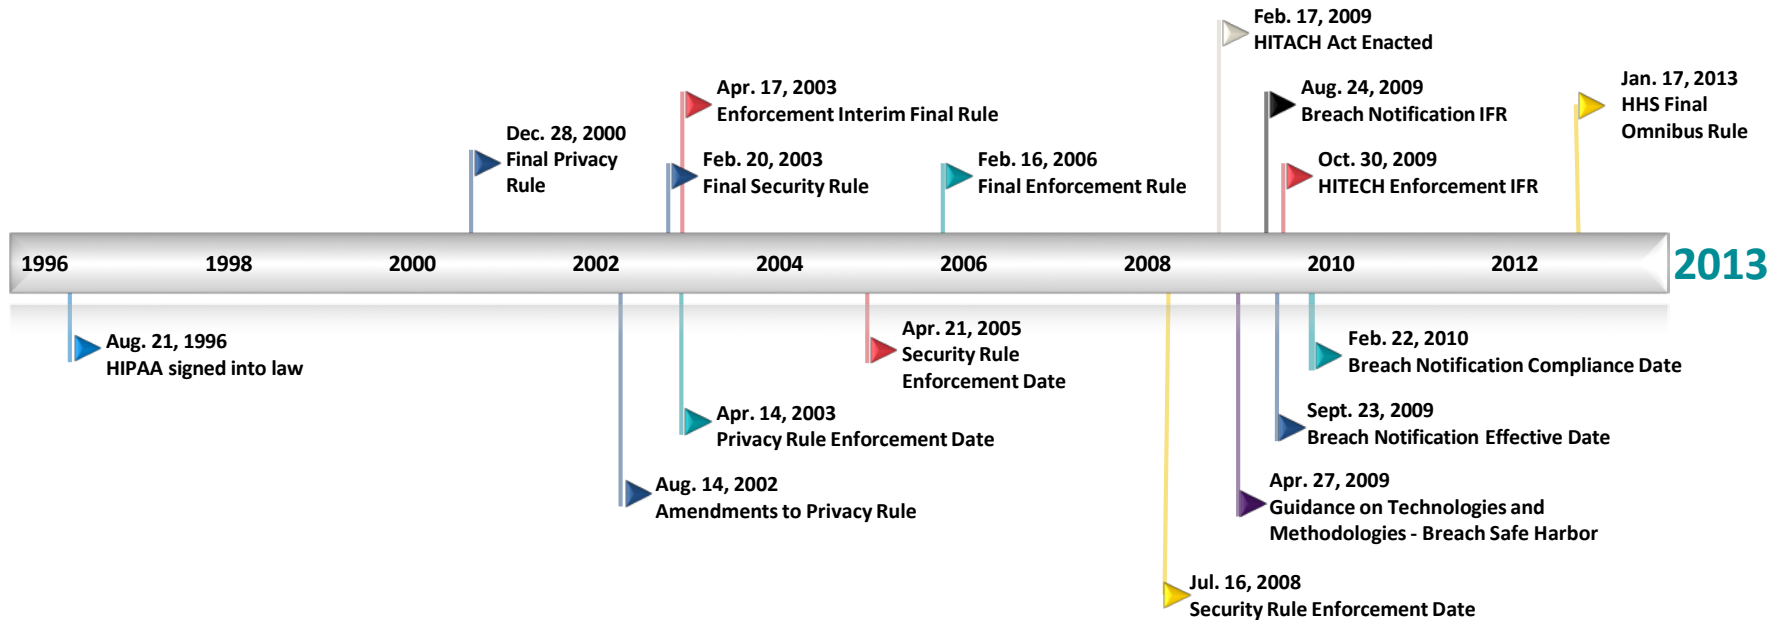 Feb. 17, 2009
HITACH Act Enacted
Jan. 17, 2013
HHS Final
Omnibus Rule
Apr. 17, 2003
Enforcement Interim Final Rule
Aug. 24, 2009
Breach Notification IFR
Dec. 28, 2000
Final Privacy
Rule
Feb. 20, 2003
Final Security Rule
Feb. 16, 2006
Final Enforcement Rule
Oct. 30, 2009
HITECH Enforcement IFR
1996 1998 2000 2002 2004 2006 2008 2010 2012 2013
Aug. 21, 1996
HIPAA signed into law
Apr. 21, 2005
Security Rule
Enforcement Date
Feb. 22, 2010
Breach Notification Compliance Date
Apr. 14, 2003
Privacy Rule Enforcement Date
Sept. 23, 2009
Breach Notification Effective Date
Aug. 14, 2002
Amendments to Privacy Rule
Apr. 27, 2009
Guidance on Technologies and
Methodologies - Breach Safe Harbor
Jul. 16, 2008
Security Rule Enforcement Date